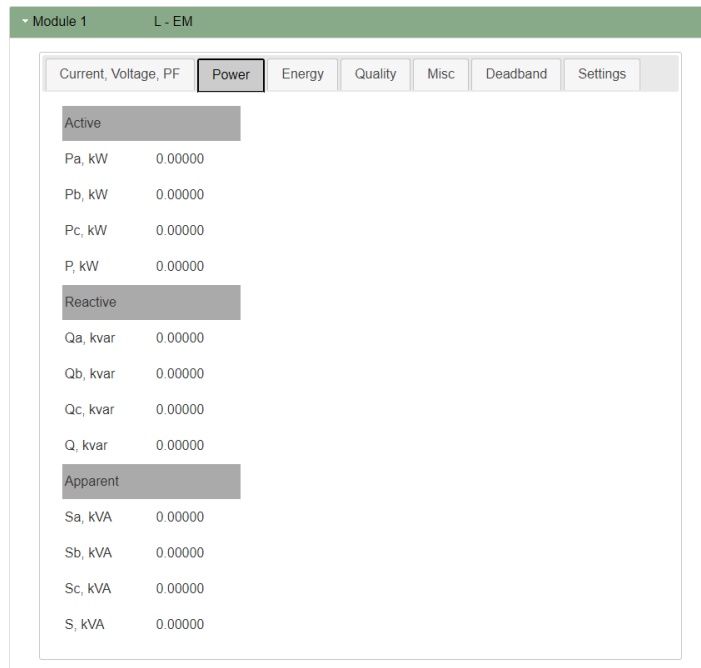 Module 1 L - EM
Current, Voltage, PF Power Energy Quality Misc Deadband Settings
Active
Pa, kW 0.00000
Pb, kW 0.00000
Pc, kW 0.00000
P, kW 0.00000
Reactive
Qa, kvar 0.00000
Qb, kvar 0.00000
Qc, kvar 0.00000
Q, kvar 0.00000
Apparent
Sa, kVA 0.00000
Sb, kVA 0.00000
Sc, kVA 0.00000
S, kVA 0.00000